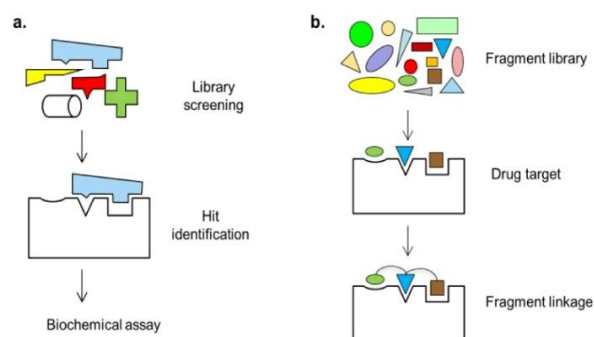 a.
Library
screening
Hit
identification
Biochemical assay
b.
Fragment library
Drug target
Fragment linkage